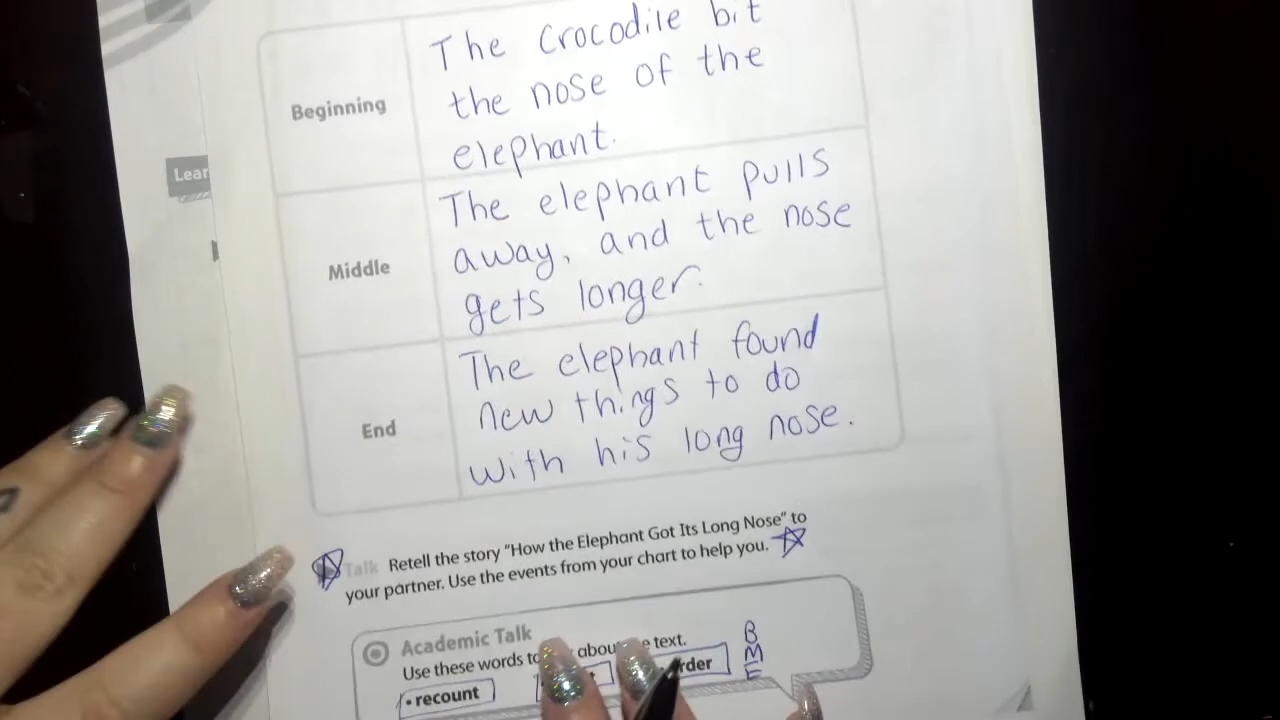 The crocodile bit
the nose of the
elephant.
Beginning
Lear
The elephant pulls
away, and the nose
gets longer.
Middle
The elephant found
new things to do
with his long nose.
End
Talk Retell the story "How the Elephant Got Its Long Nose" to
your partner. Use the events from your chart to help you.
Academic Talk
Use these words to about text.
• recount
B
M
E